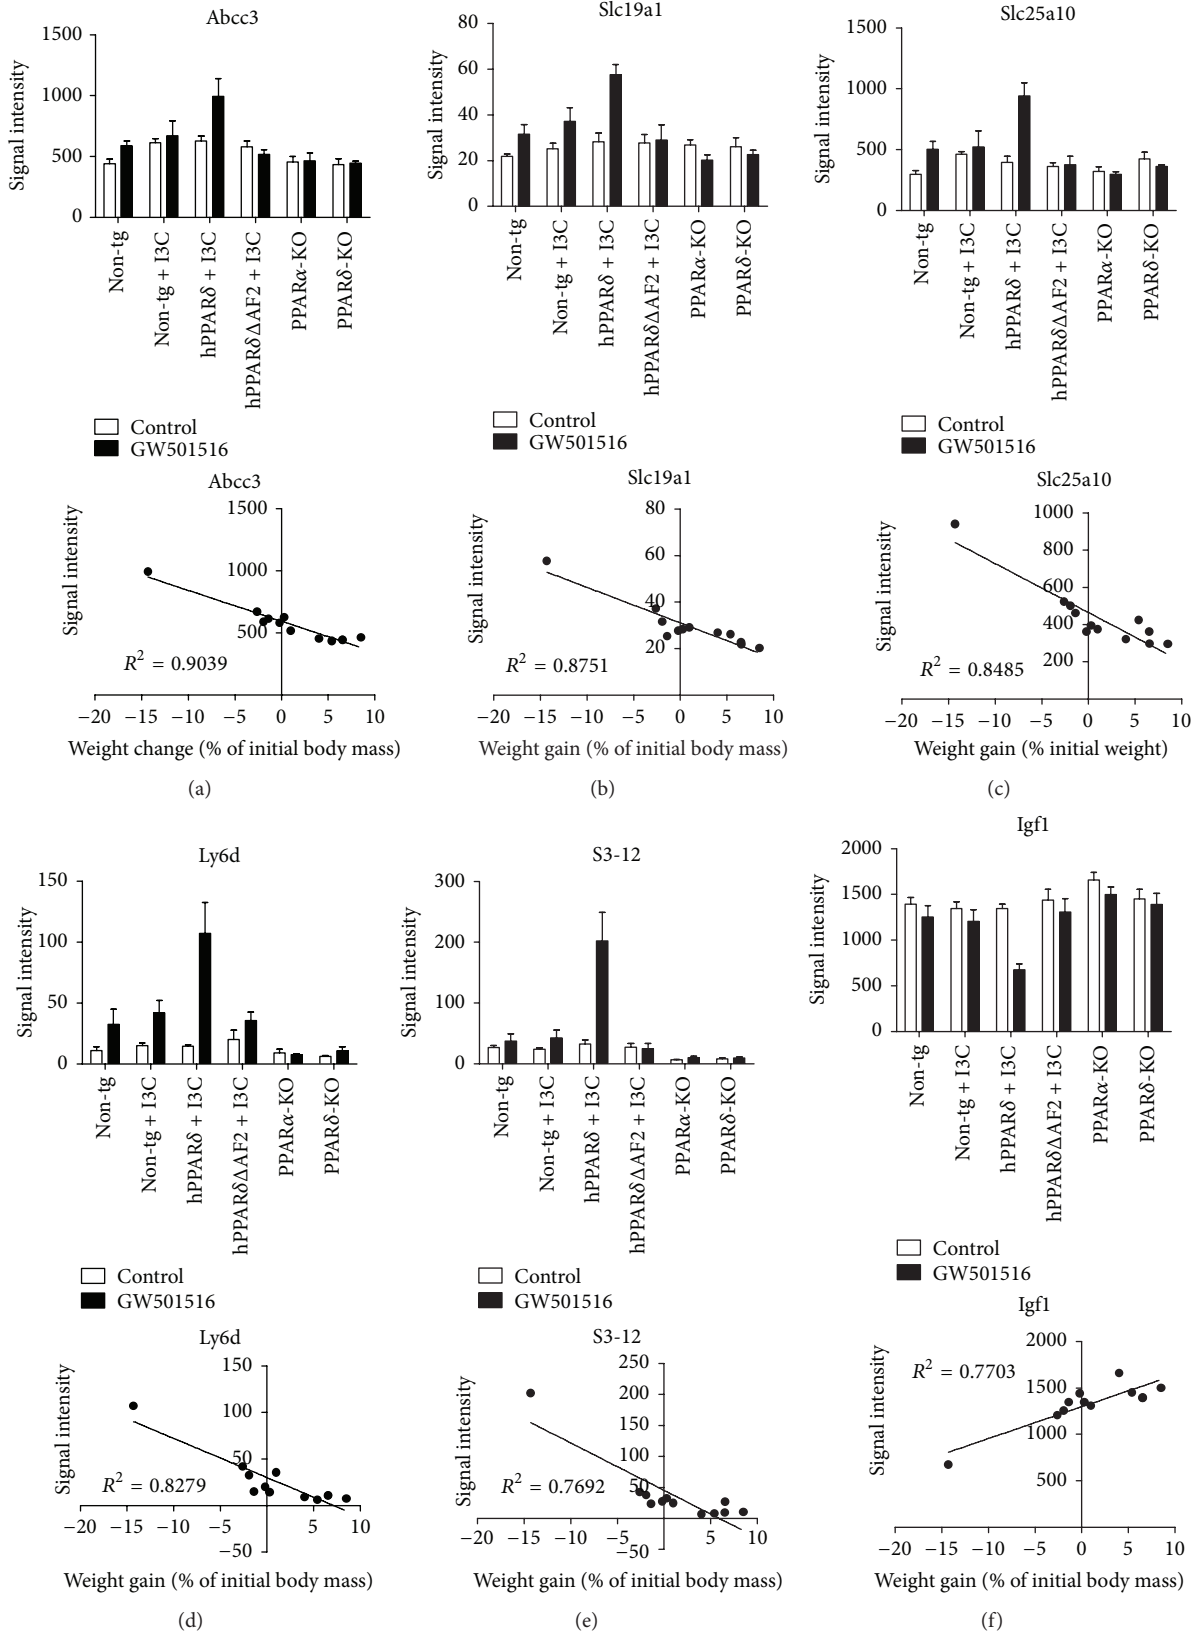 Abcc3
Signal intensity
1500
1000
500
0
Non-tg
Non-tg + I3C
hPPARδ + I3C
hPPARδΔAF2 + I3C
PPARα-KO
PPARδ-KO
Control
GW501516
Abcc3
Signal intensity
1500
1000
500
R² = 0.9039
−20 −15 −10 −5 0 5 10
Weight change (% of initial body mass)
(a)
Slc19a1
Signal intensity
80
60
40
20
0
Non-tg
Non-tg + I3C
hPPARδ + I3C
hPPARδΔAF2 + I3C
PPARα-KO
PPARδ-KO
Control
GW501516
Slc19a1
Signal intensity
80
60
40
20
R² = 0.8751
−20 −15 −10 −5 0 5 10
Weight gain (% of initial body mass)
(b)
Slc25a10
Signal intensity
1500
1000
500
0
Non-tg
Non-tg + I3C
hPPARδ + I3C
hPPARδΔAF2 + I3C
PPARα-KO
PPARδ-KO
Control
GW501516
Slc25a10
Signal intensity
1000
800
600
400
200
R² = 0.8485
−20 −15 −10 −5 0 5 10
Weight gain (% initial weight)
(c)
Ly6d
Signal intensity
150
100
50
0
Non-tg
Non-tg + I3C
hPPARδ + I3C
hPPARδΔAF2 + I3C
PPARα-KO
PPARδ-KO
Control
GW501516
Ly6d
Signal intensity
150
100
50
R² = 0.8279
−20 −15 −10 −5 0 5 10
−50
Weight gain (% of initial body mass)
(d)
S3-12
Signal intensity
300
200
100
0
Non-tg
Non-tg + I3C
hPPARδ + I3C
hPPARδΔAF2 + I3C
PPARα-KO
PPARδ-KO
Control
GW501516
S3-12
Signal intensity
250
200
150
100
50
R² = 0.7692
−20 −15 −10 −5 0 5 10
−50
Weight gain (% of initial body mass)
(e)
Igf1
Signal intensity
2000
1500
1000
500
0
Non-tg
Non-tg + I3C
hPPARδ + I3C
hPPARδΔAF2 + I3C
PPARα-KO
PPARδ-KO
Control
GW501516
Igf1
Signal intensity
2000
1500
1000
500
R² = 0.7703
−20 −15 −10 −5 0 5 10
Weight gain (% of initial body mass)
(f)